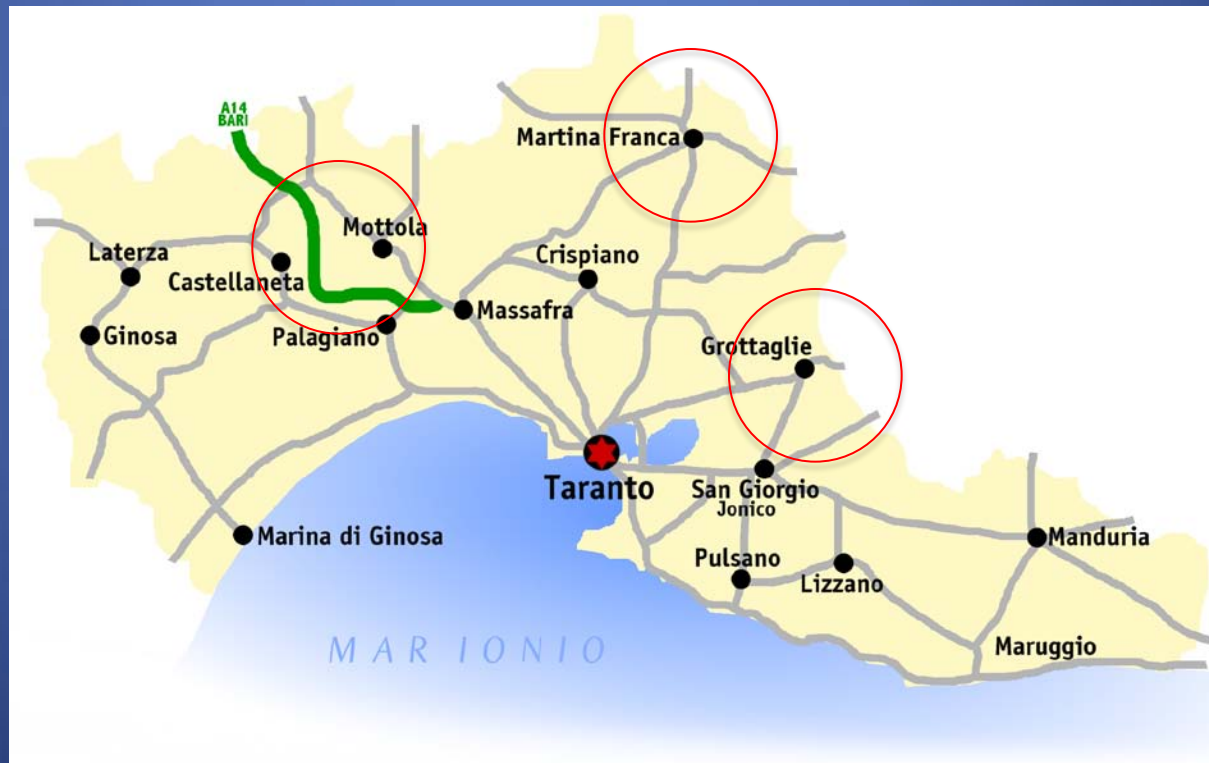 A14
BARI
Martina Franca
Mottola
Laterza
Castellaneta
Crispiano
Massafra
Ginosa
Palagiano
Grottaglie
Taranto
San Giorgio
Jonico
Marina di Ginosa
Manduria
Pulsano
Lizzano
MAR IONIO
Maruggio